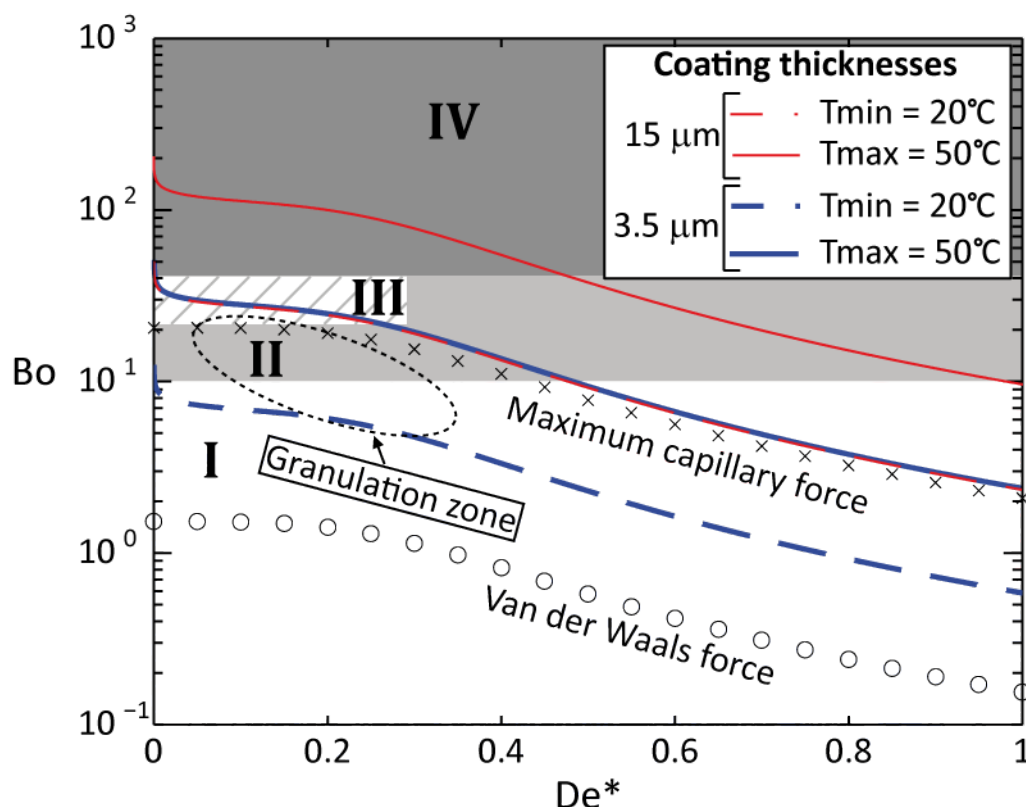 Coating thicknesses
15 μm
Tmin = 20°C
Tmax = 50°C
3.5 μm
Tmin = 20°C
Tmax = 50°C
IV
III
II
I
Granulation zone
Maximum capillary force
Van der Waals force
Bo
10³
10²
10¹
10⁰
10⁻¹
0 0.2 0.4 0.6 0.8 1
De*